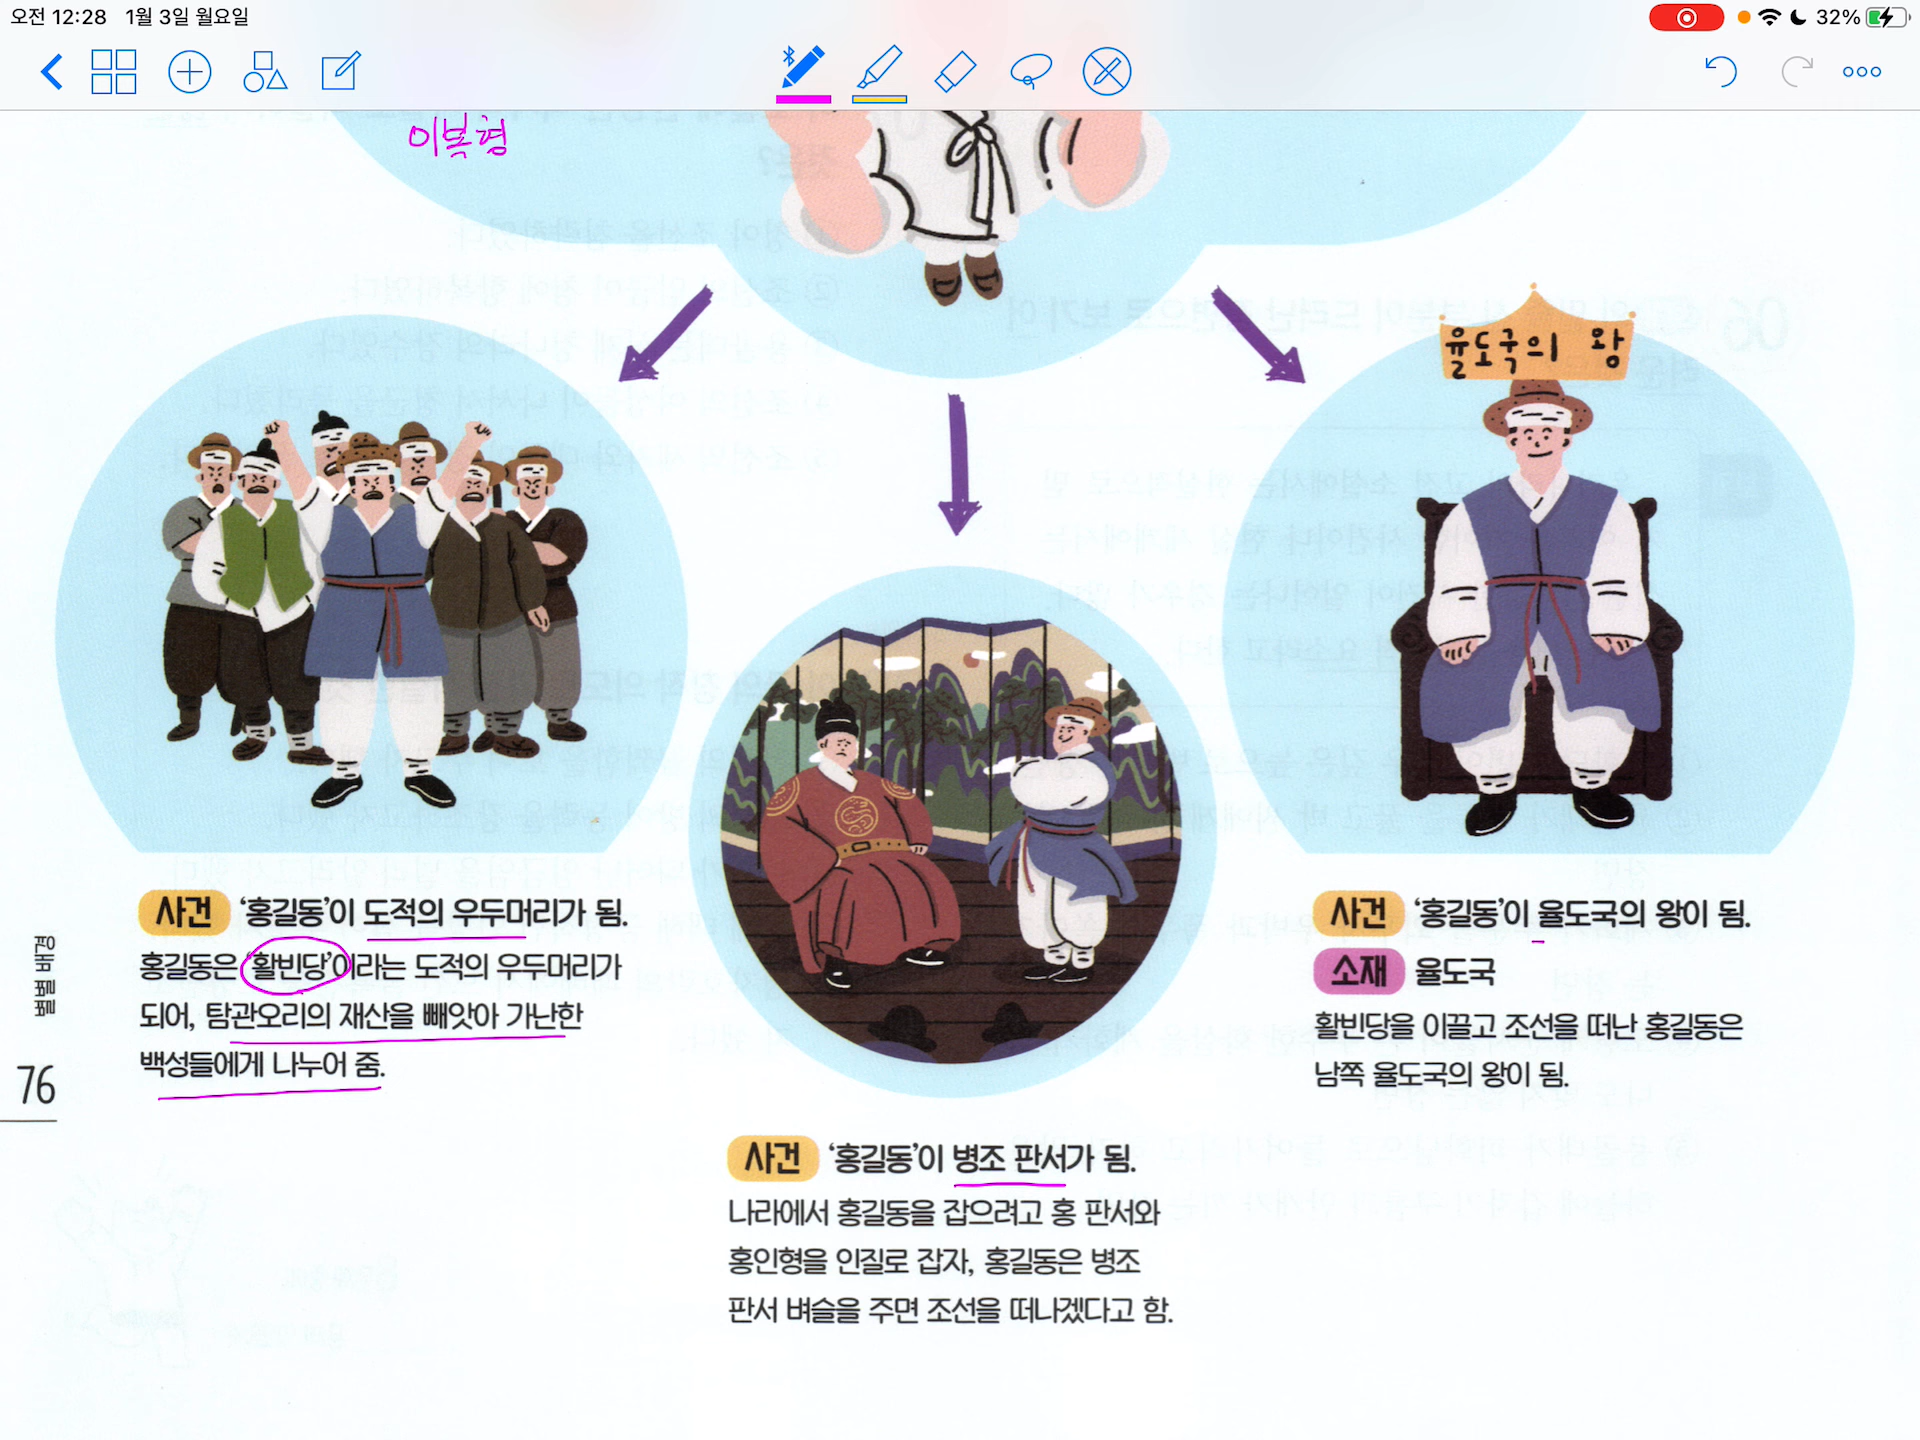 오전 12:28 1월 3일 월요일
32%
이복형
율도국의 왕
사건 '홍길동'이 도적의 우두머리가 됨.
홍길동은 '활빈당'이라는 도적의 우두머리가
되어, 탐관오리의 재산을 빼앗아 가난한
백성들에게 나누어 줌.
별별 배경
76
사건 '홍길동'이 병조 판서가 됨.
나라에서 홍길동을 잡으려고 홍 판서와
홍인형을 인질로 잡자, 홍길동은 병조
판서 벼슬을 주면 조선을 떠나겠다고 함.
사건 '홍길동'이 율도국의 왕이 됨.
소재 율도국
활빈당을 이끌고 조선을 떠난 홍길동은
남쪽 율도국의 왕이 됨.